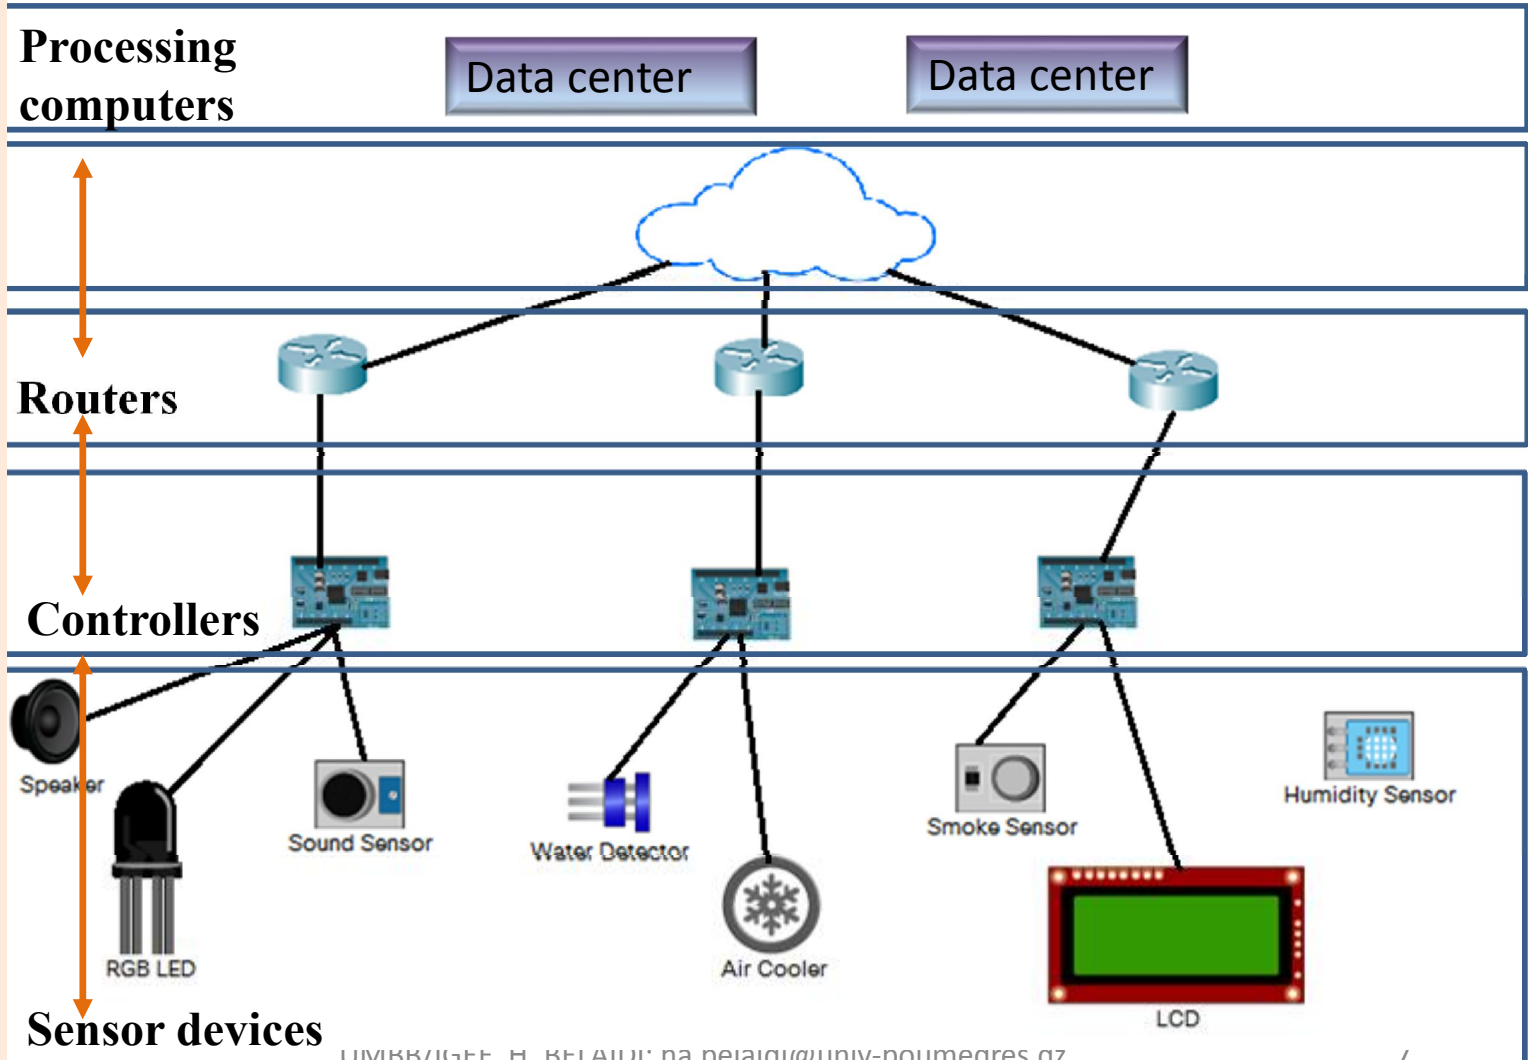 Processing
computers
Data center
Data center
Routers
Controllers
Speaker
RGB LED
Sound Sensor
Water Detector
Air Cooler
Smoke Sensor
Humidity Sensor
LCD
Sensor devices